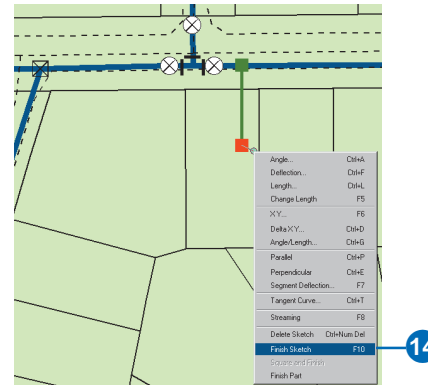 Angle... Ctrl+A
Deflection... Ctrl+F
Length... Ctrl+L
Change Length F5
X Y... F6
Delta X Y... Ctrl+D
Angle/Length... Ctrl+G
Parallel Ctrl+P
Perpendicular Ctrl+E
Segment Deflection... F7
Tangent Curve... Ctrl+T
Streaming F8
Delete Sketch Ctrl+Num Del
Finish Sketch F10
14
Square and Finish
Finish Part